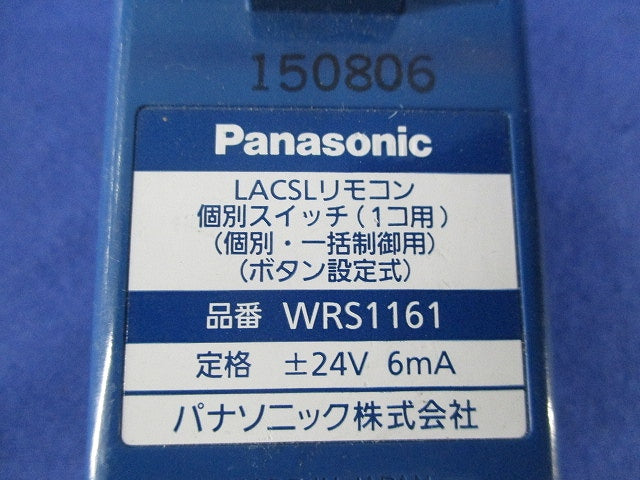 150806
Panasonic
LACSLリモコン
個別スイッチ(1コ用)
(個別・一括制御用)
(ボタン設定式)
品番 WRS1161
定格 ±24V 6mA
パナソニック株式会社